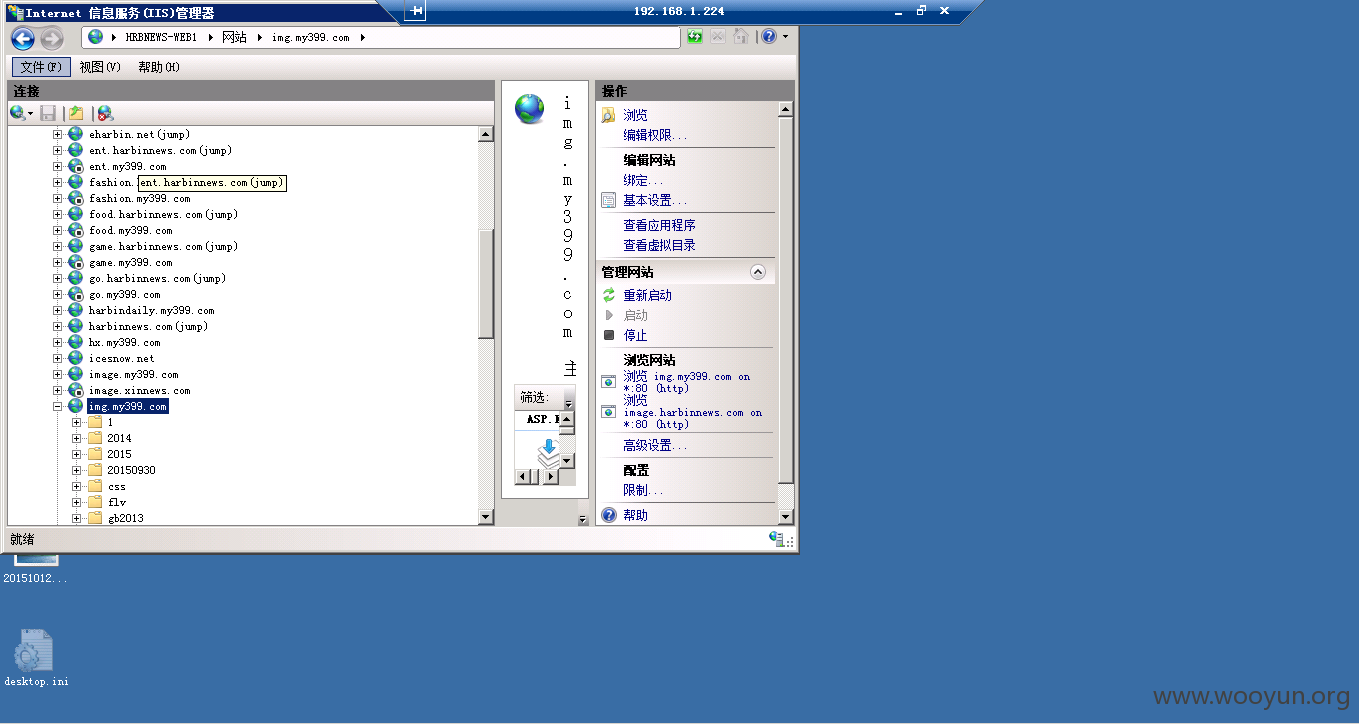 Internet 信息服务(IIS)管理器
192.168.1.224
HRBNEWS-WEB1 网站 img.my399.com
文件(F) 视图(V) 帮助(H)
连接
eharbin.net(jump)
ent.harbinnews.com(jump)
ent.my399.com
fashion.
ent.harbinnews.com(jump)
fashion.my399.com
food.harbinnews.com(jump)
food.my399.com
game.harbinnews.com(jump)
game.my399.com
go.harbinnews.com(jump)
go.my399.com
harbindaily.my399.com
harbinnews.com(jump)
hx.my399.com
icesnow.net
image.my399.com
image.xinnews.com
img.my399.com
1
2014
2015
20150930
css
flv
gb2013
img.my399.com 主
筛选:
ASP.
操作
浏览
编辑权限...
编辑网站
绑定...
基本设置...
查看应用程序
查看虚拟目录
管理网站
重新启动
启动
停止
浏览网站
浏览 img.my399.com on
*:80 (http)
浏览
image.harbinnews.com on
*:80 (http)
高级设置...
配置
限制...
帮助
就绪
20151012...
desktop.ini
www.wooyun.org